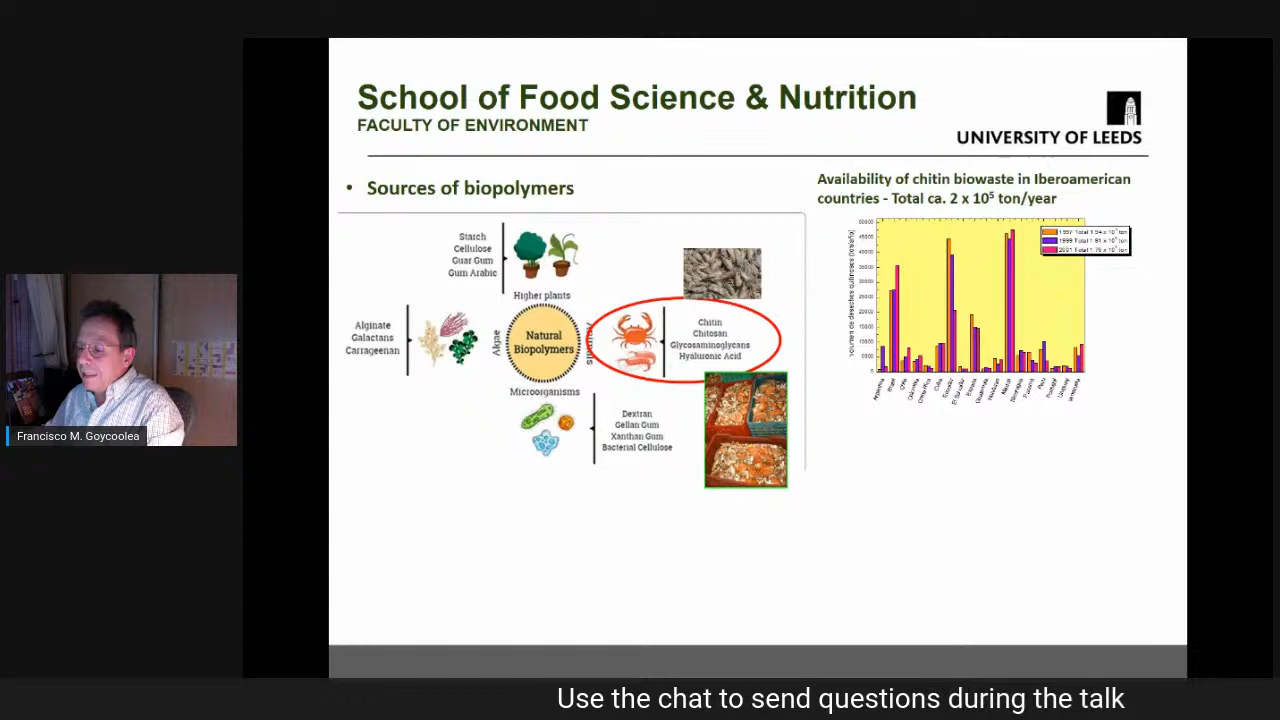 School of Food Science & Nutrition
FACULTY OF ENVIRONMENT
UNIVERSITY OF LEEDS
• Sources of biopolymers
Starch
Cellulose
Guar Gum
Gum Arabic
Higher plants
Alginate
Galactans
Carrageenan
Algae
Natural
Biopolymers
Chitin
Chitosan
Glycosaminoglycans
Hyaluronic Acid
Microorganisms
Dextran
Gellan Gum
Xanthan Gum
Bacterial Cellulose
Availability of chitin biowaste in Iberoamerican
countries - Total ca. 2 x 10⁵ ton/year
Francisco M. Goycoolea
Use the chat to send questions during the talk